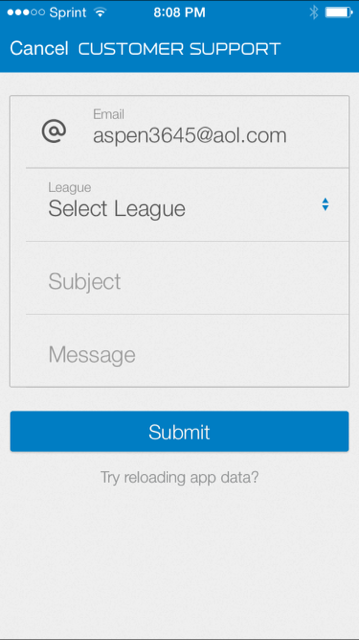 Sprint 8:08 PM
Cancel CUSTOMER SUPPORT
Email
@ aspen3645@aol.com
League
Select League
Subject
Message
Submit
Try reloading app data?